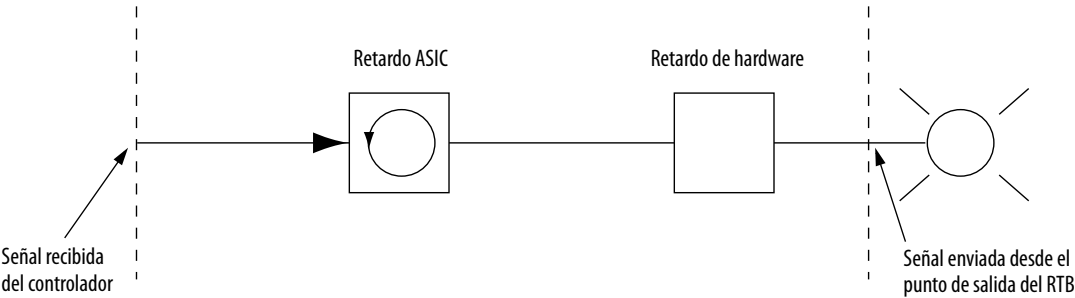 Retardo ASIC
Retardo de hardware
Señal recibida
del controlador
Señal enviada desde el
punto de salida del RTB